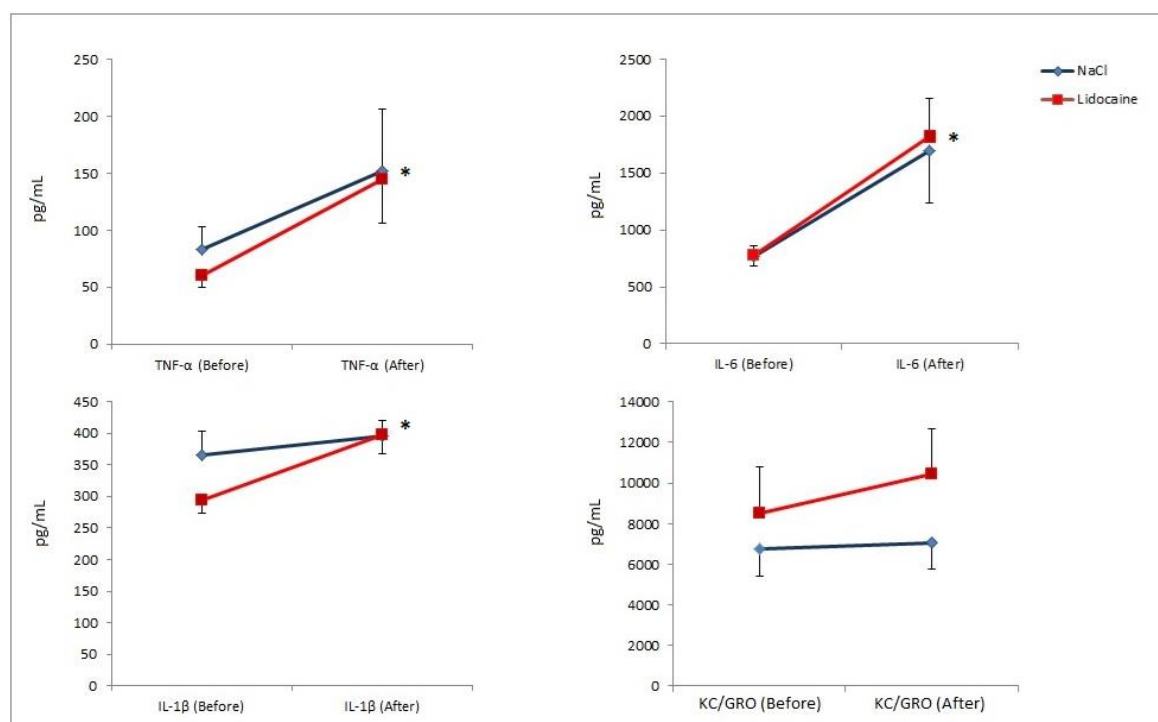 250
200
150
100
50
0
pg/mL
TNF-α (Before)
TNF-α (After)
*
2500
2000
1500
1000
500
0
pg/mL
IL-6 (Before)
IL-6 (After)
*
NaCl
Lidocaine
450
400
350
300
250
200
150
100
50
0
pg/mL
IL-1β (Before)
IL-1β (After)
*
14000
12000
10000
8000
6000
4000
2000
0
pg/mL
KC/GRO (Before)
KC/GRO (After)